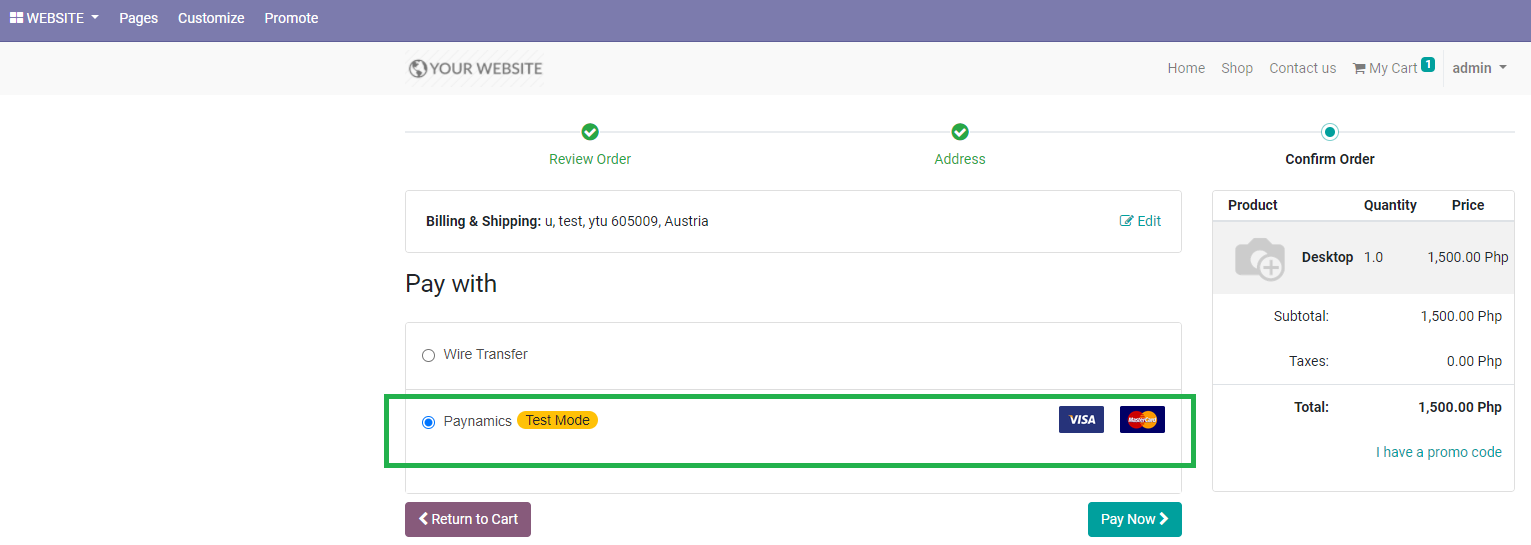 WEBSITE Pages Customize Promote
YOUR WEBSITE Home Shop Contact us My Cart 1 admin
Review Order Address Confirm Order
Billing & Shipping: u, test, ytu 605009, Austria Edit
Pay with
Wire Transfer
Paynamics Test Mode VISA MasterCard
Return to Cart Pay Now
Product Quantity Price
Desktop 1.0 1,500.00 Php
Subtotal: 1,500.00 Php
Taxes: 0.00 Php
Total: 1,500.00 Php
I have a promo code